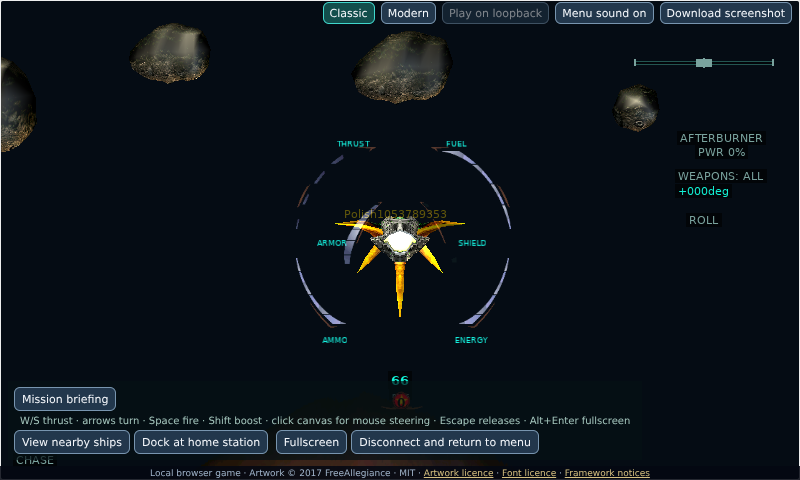 Classic Modern Play on loopback Menu sound on Download screenshot
AFTERBURNER
PWR 0%
WEAPONS: ALL
+000deg
ROLL
THRUST FUEL
Polish1053789353
ARMOR SHIELD
AMMO ENERGY
66
Mission briefing
W/S thrust · arrows turn · Space fire · Shift boost · click canvas for mouse steering · Escape releases · Alt+Enter fullscreen
View nearby ships Dock at home station Fullscreen Disconnect and return to menu
CHASE
Local browser game · Artwork © 2017 FreeAllegiance · MIT · Artwork licence · Font licence · Framework notices